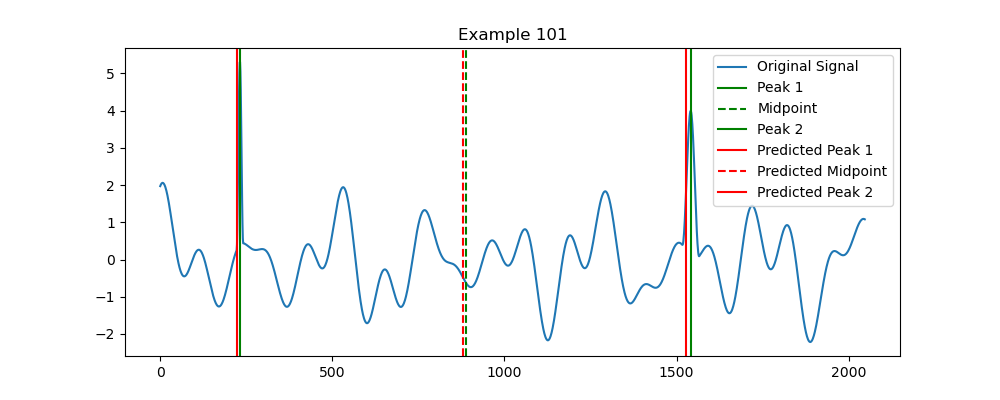 Example 101
5
4
3
2
1
0
−1
−2
0
500
1000
1500
2000
Original Signal
Peak 1
Midpoint
Peak 2
Predicted Peak 1
Predicted Midpoint
Predicted Peak 2